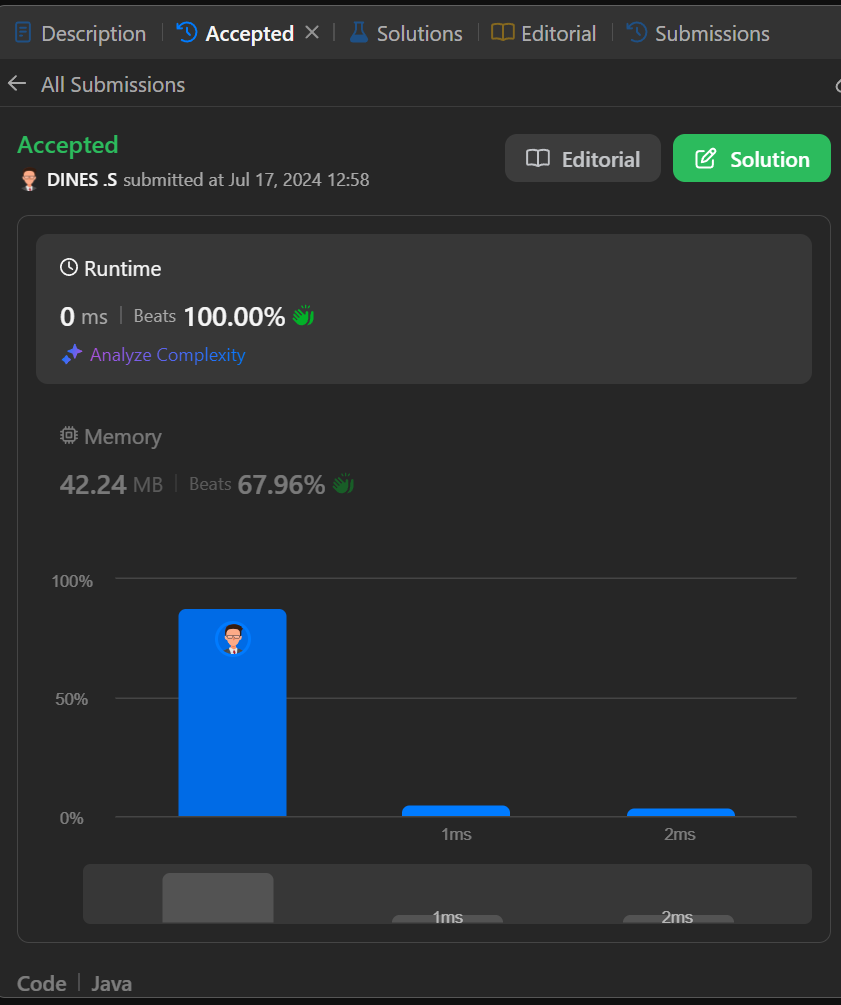 Description | Accepted | Solutions | Editorial | Submissions
All Submissions
Accepted
DINES .S submitted at Jul 17, 2024 12:58
Editorial
Solution
Runtime
0 ms | Beats 100.00%
Analyze Complexity
Memory
42.24 MB | Beats 67.96%
100%
50%
0%
1ms 2ms
1ms 2ms
Code | Java